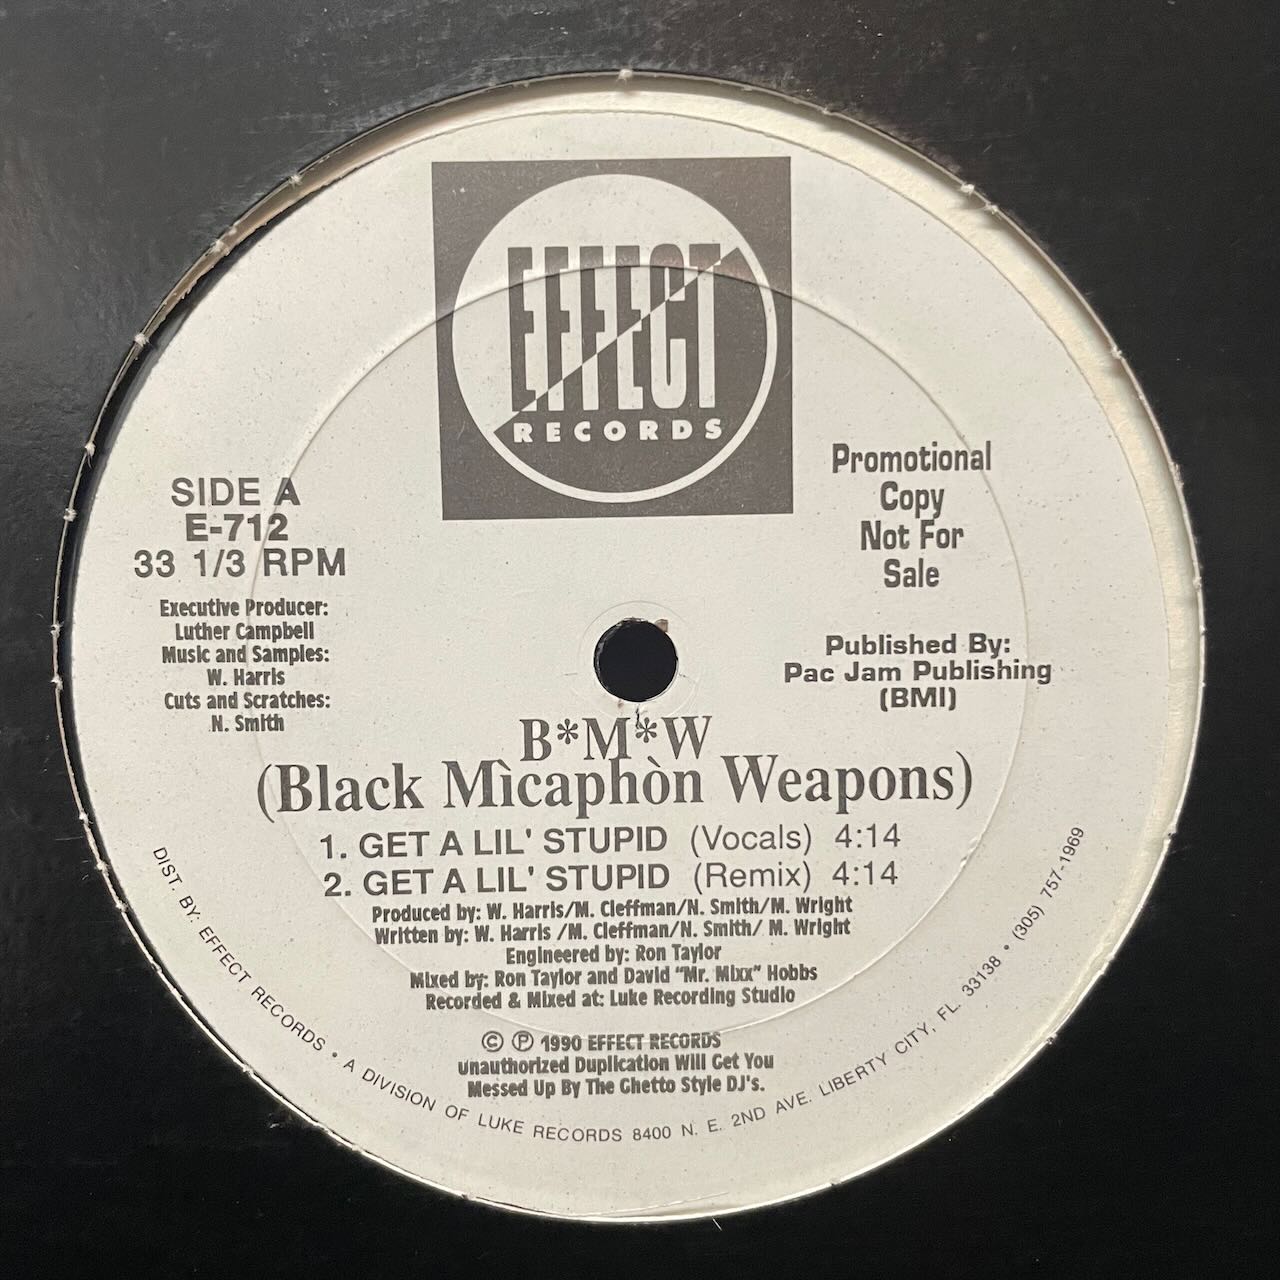 EFFECT
RECORDS
SIDE A
E-712
33 1/3 RPM
Executive Producer:
Luther Campbell
Music and Samples:
W. Harris
Cuts and Scratches:
N. Smith
Promotional
Copy
Not For
Sale
Published By:
Pac Jam Publishing
(BMI)
B*M*W
(Black Mìcaphòn Weapons)
1. GET A LIL' STUPID (Vocals) 4:14
2. GET A LIL' STUPID (Remix) 4:14
Produced by: W. Harris/M. Cleffman/N. Smith/M. Wright
Written by: W. Harris /M. Cleffman/N. Smith/ M. Wright
Engineered by: Ron Taylor
Mixed by: Ron Taylor and David "Mr. Mixx" Hobbs
Recorded & Mixed at: Luke Recording Studio
© ℗ 1990 EFFECT RECORDS
Unauthorized Duplication Will Get You
Messed Up By The Ghetto Style DJ's.
DIST. BY: EFFECT RECORDS • A DIVISION OF LUKE RECORDS 8400 N. E. 2ND AVE. LIBERTY CITY, FL. 33138 • (305) 757-1969